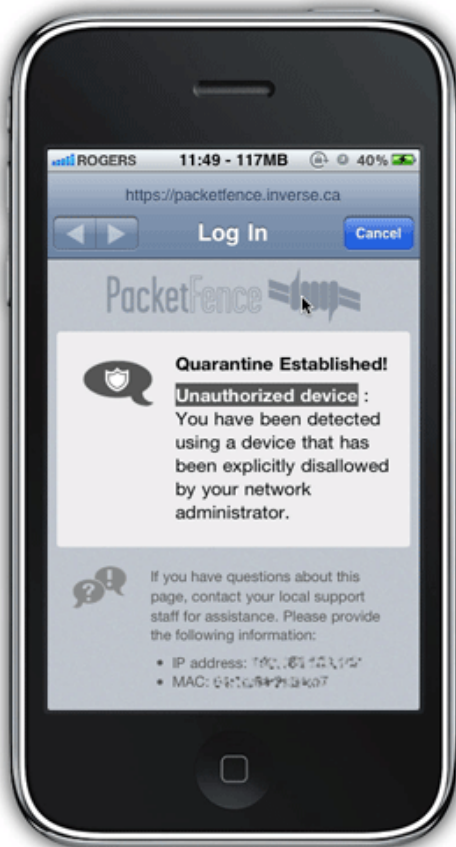 ROGERS 11:49 - 117MB 40%
https://packetfence.inverse.ca
Log In Cancel
PacketFence
Quarantine Established!
Unauthorized device :
You have been detected
using a device that has
been explicitly disallowed
by your network
administrator.
If you have questions about this
page, contact your local support
staff for assistance. Please provide
the following information:
• IP address:
• MAC: